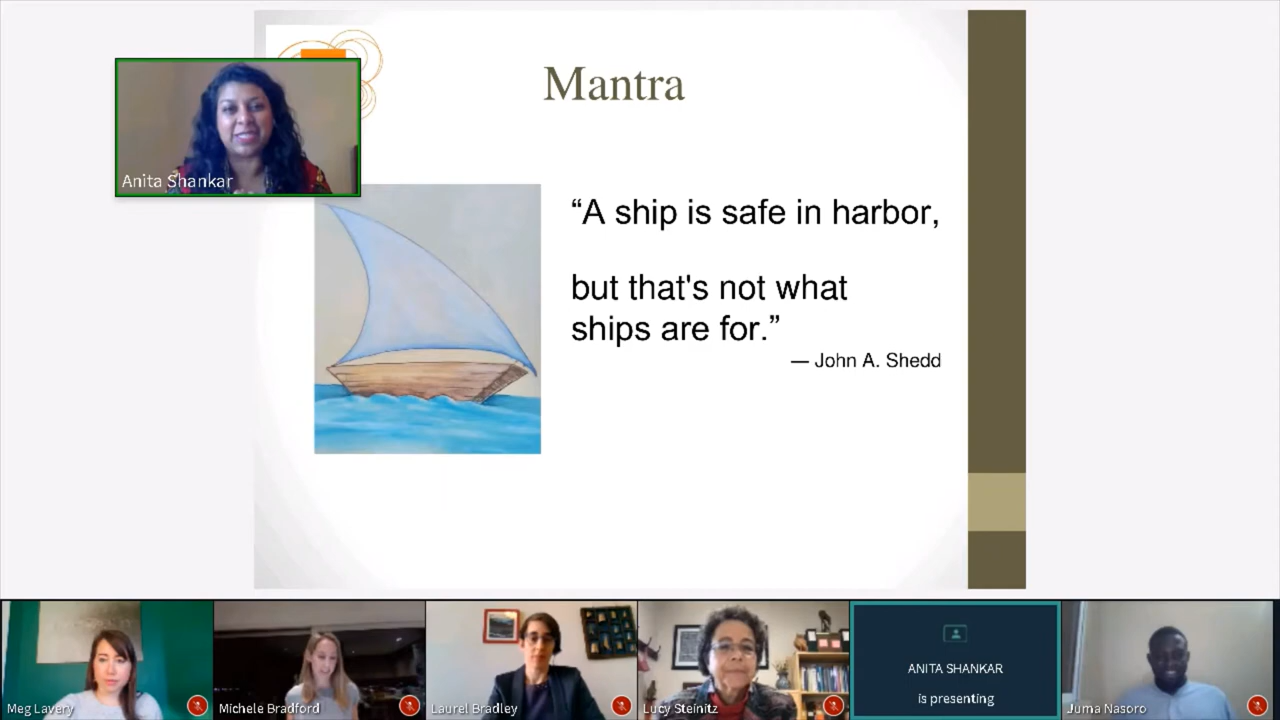 Mantra
Anita Shankar
“A ship is safe in harbor,
but that's not what
ships are for.”
— John A. Shedd
Meg Lavery
Michele Bradford
Laurel Bradley
Lucy Steinitz
ANITA SHANKAR
is presenting
Juma Nasoro